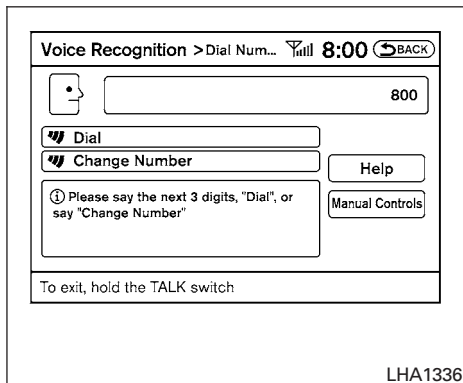 Voice Recognition > Dial Num... 8:00 BACK
800
Dial
Change Number
Help
Please say the next 3 digits, "Dial", or
say "Change Number"
Manual Controls
To exit, hold the TALK switch
LHA1336